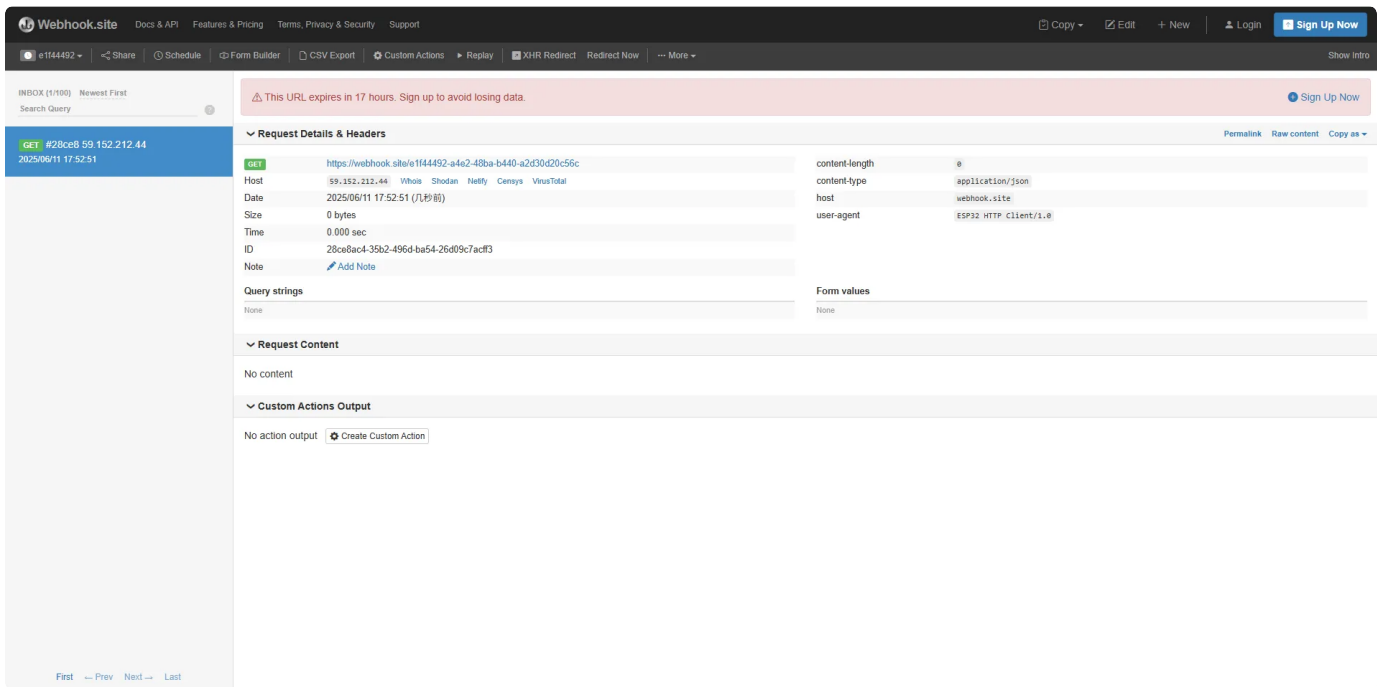 Webhook.site Docs & API Features & Pricing Terms, Privacy & Security Support Copy Edit + New Login Sign Up Now
e1f44492 Share Schedule Form Builder CSV Export Custom Actions Replay XHR Redirect Redirect Now ··· More Show Intro
INBOX (1/100) Newest First
Search Query ?
GET #28ce8 59.152.212.44
2025/06/11 17:52:51
This URL expires in 17 hours. Sign up to avoid losing data. Sign Up Now
Request Details & Headers Permalink Raw content Copy as
GET https://webhook.site/e1f44492-a4e2-48ba-b440-a2d30d20c56c
Host 59.152.212.44 Whois Shodan Netify Censys VirusTotal
Date 2025/06/11 17:52:51 (几秒前)
Size 0 bytes
Time 0.000 sec
ID 28ce8ac4-35b2-496d-ba54-26d09c7acff3
Note Add Note
content-length 0
content-type application/json
host webhook.site
user-agent ESP32 HTTP Client/1.0
Query strings
None
Form values
None
Request Content
No content
Custom Actions Output
No action output Create Custom Action
First ← Prev Next → Last